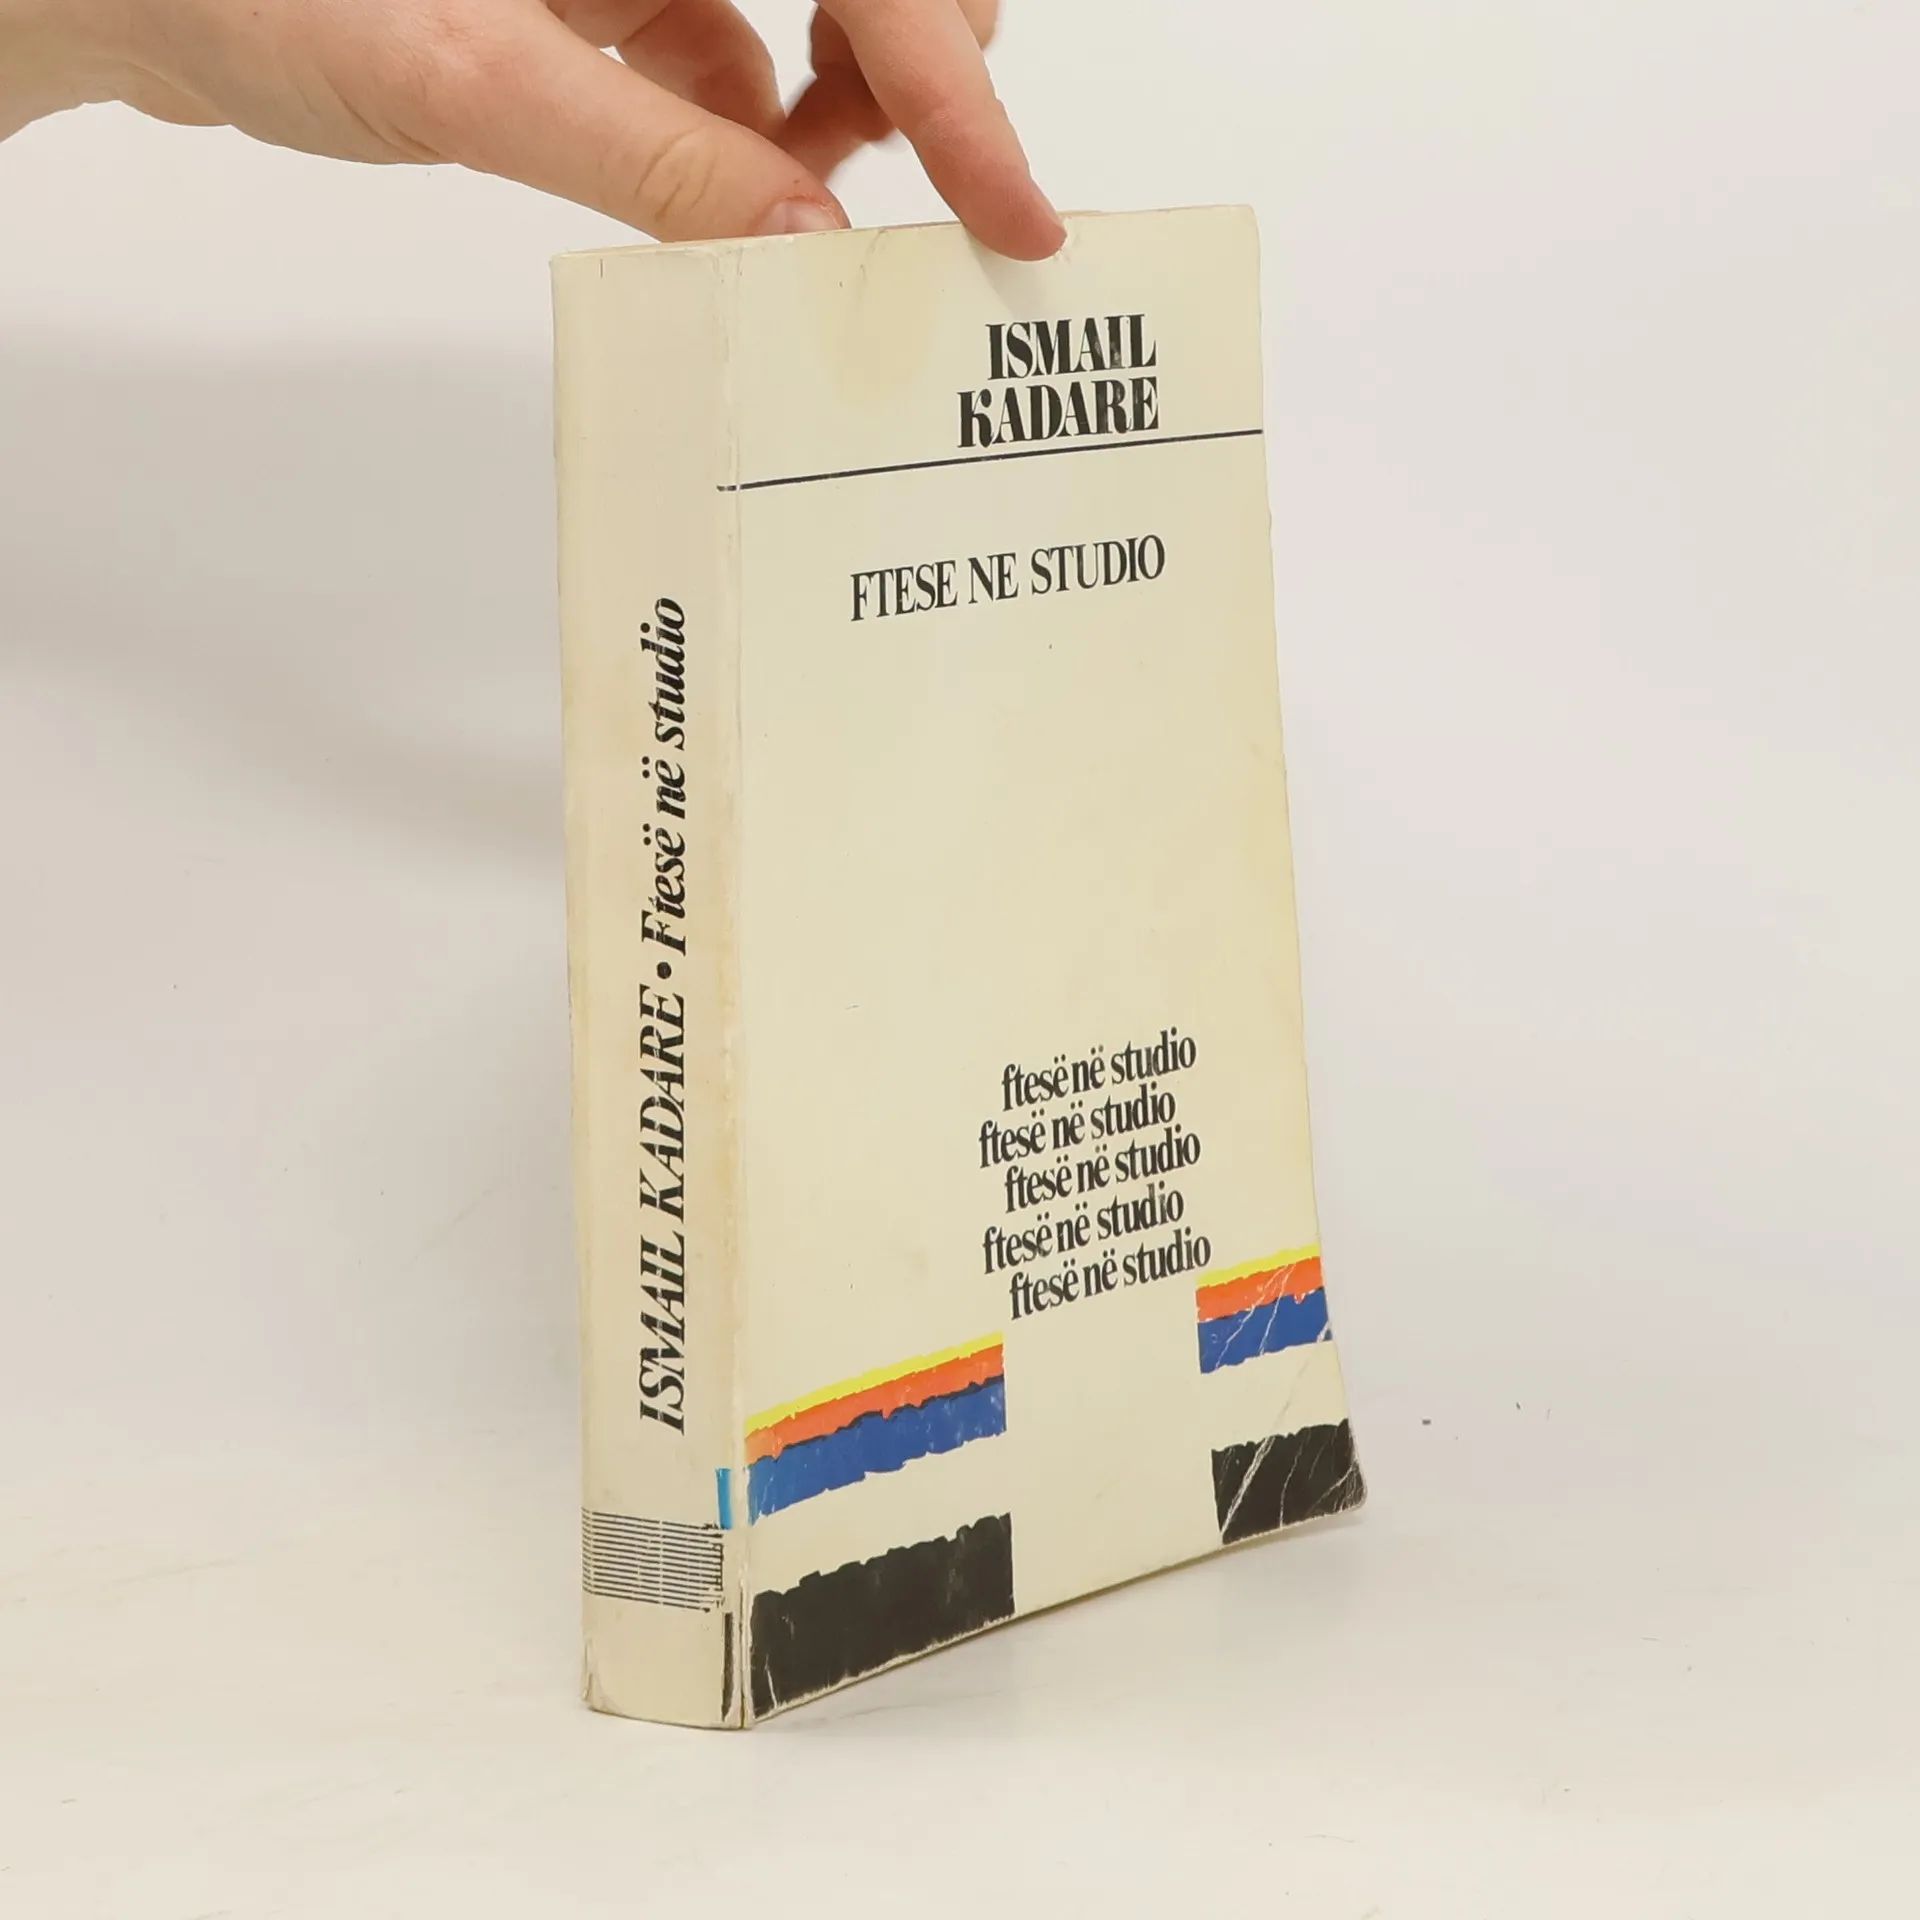 ISMAIL
KADARE
FTESE NE STUDIO
ftesë në studio
ftesë në studio
ftesë në studio
ftesë në studio
ftesë në studio
ISMAIL KADARE • Ftesë në studio